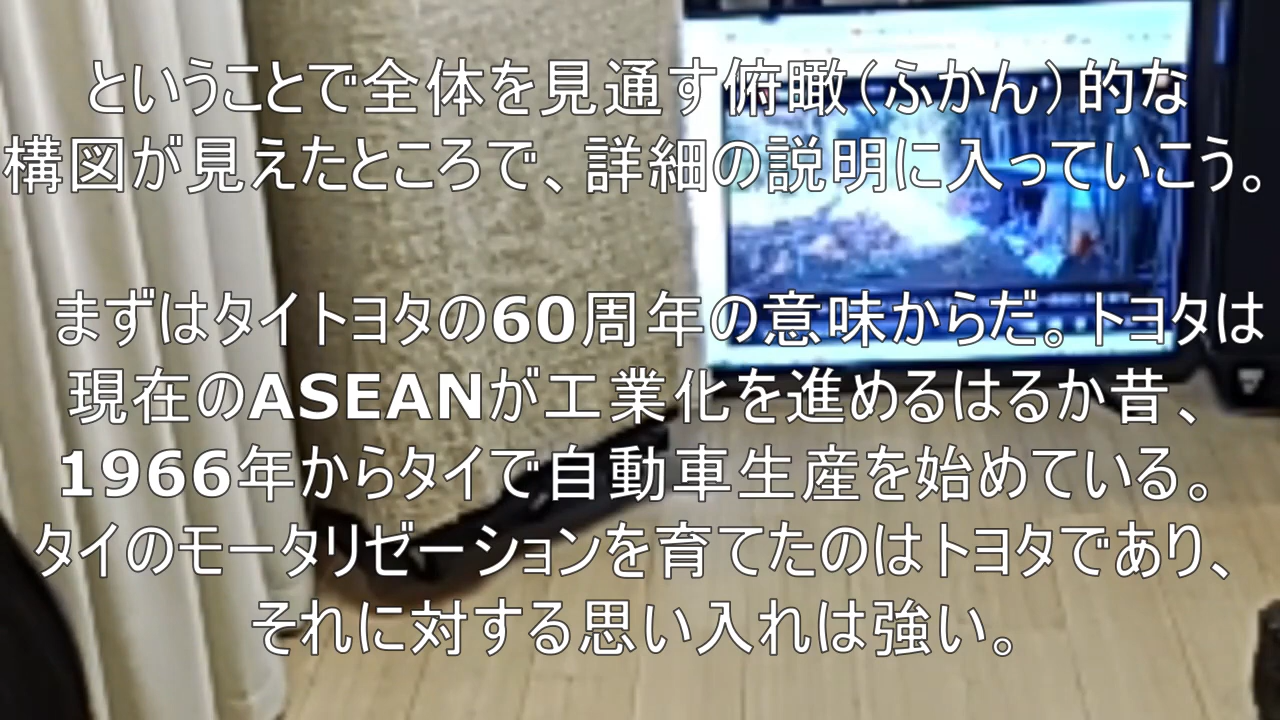 ということで全体を見通す俯瞰（ふかん）的な
構図が見えたところで、詳細の説明に入っていこう。
まずはタイトヨタの60周年の意味からだ。トヨタは
現在のASEANが工業化を進めるはるか昔、
1966年からタイで自動車生産を始めている。
タイのモータリゼーションを育てたのはトヨタであり、
それに対する思い入れは強い。